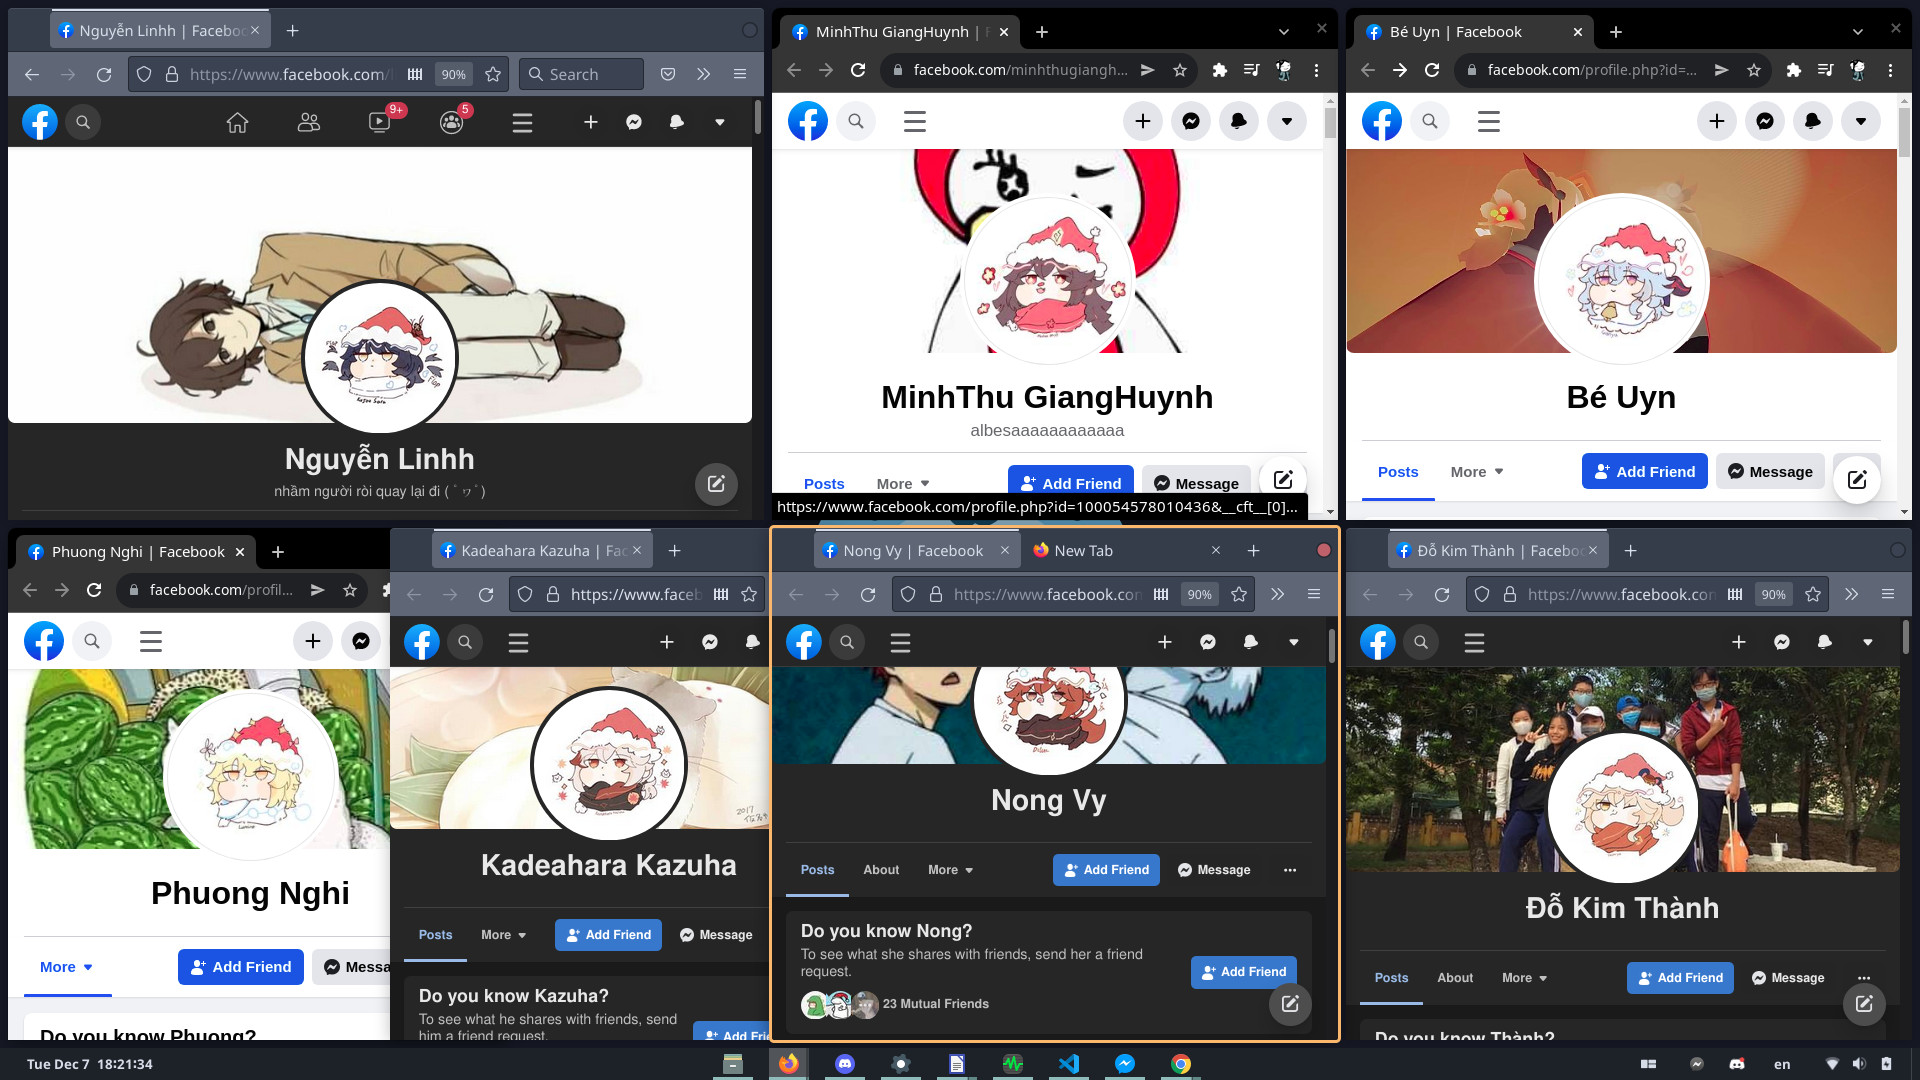 Nguyễn Linhh | Faceboo
https://www.facebook.com/
90%
Search
9+
5
Nguyễn Linhh
nhầm người ròi quay lại đi ( ﾟヮﾟ)
MinhThu GiangHuynh | F
facebook.com/minhthugiangh...
MinhThu GiangHuynh
albesaaaaaaaaaaaa
Posts
More
Add Friend
Message
https://www.facebook.com/profile.php?id=100054578010436&__cft__[0]...
Bé Uyn | Facebook
facebook.com/profile.php?id=...
Bé Uyn
Posts
More
Add Friend
Message
Phuong Nghi | Facebook
facebook.com/profil...
Phuong Nghi
More
Add Friend
Messa
Do you know Phuong?
Kadeahara Kazuha | Fac
https://www.faceb
2017
Kadeahara Kazuha
Posts
More
Add Friend
Message
Do you know Kazuha?
To see what he shares with friends, send
him a friend request.
Add Frie
Nong Vy | Facebook
New Tab
https://www.facebook.con
90%
Nong Vy
Posts
About
More
Add Friend
Message
Do you know Nong?
To see what she shares with friends, send her a friend
request.
Add Friend
23 Mutual Friends
Đỗ Kim Thành | Faceboo
https://www.facebook.con
90%
Đỗ Kim Thành
Posts
About
More
Add Friend
Message
Do you know Thành?
Tue Dec 7 18:21:34
en